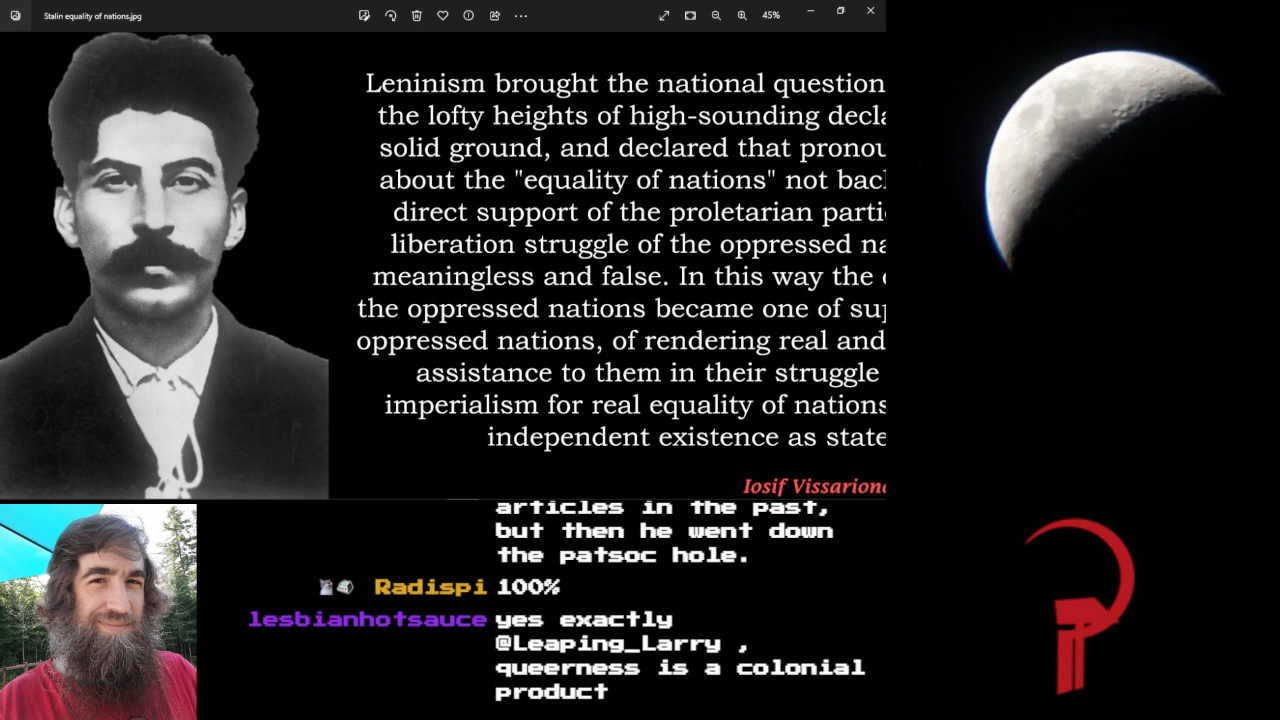 Stalin equality of nations.jpg
45%
Leninism brought the national question
the lofty heights of high-sounding decla
solid ground, and declared that pronou
about the "equality of nations" not bac
direct support of the proletarian parti
liberation struggle of the oppressed na
meaningless and false. In this way the
the oppressed nations became one of sup
oppressed nations, of rendering real and
assistance to them in their struggle
imperialism for real equality of nations
independent existence as state
Iosif Vissariono
articles in the past,
but then he went down
the patsoc hole.
Radispi 100%
lesbianhotsauce yes exactly
@Leaping_Larry ,
queerness is a colonial
product